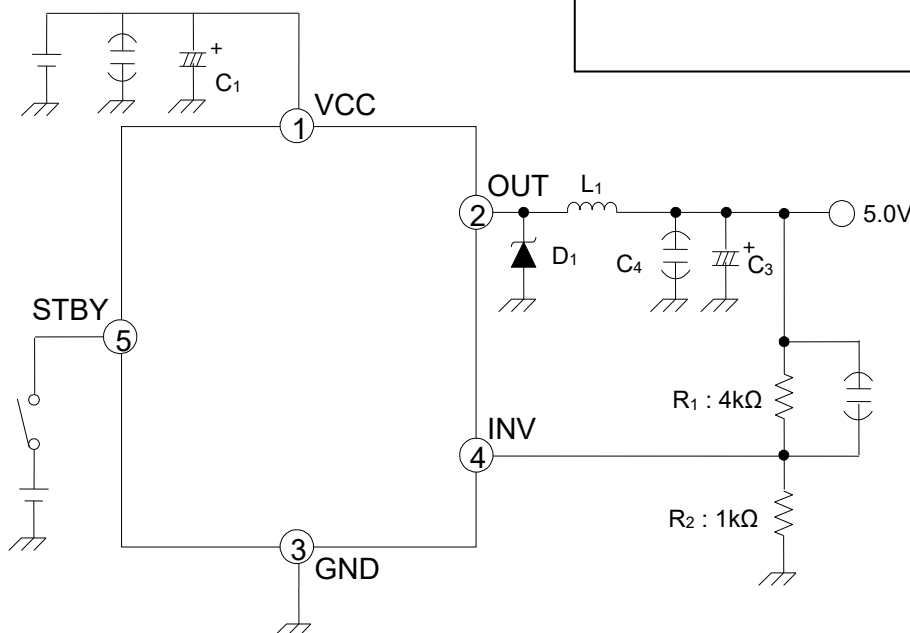 +
C₁
VCC
1
OUT
2
L₁
5.0V
D₁
C₄
+
C₃
STBY
5
R₁ : 4kΩ
INV
4
R₂ : 1kΩ
3
GND